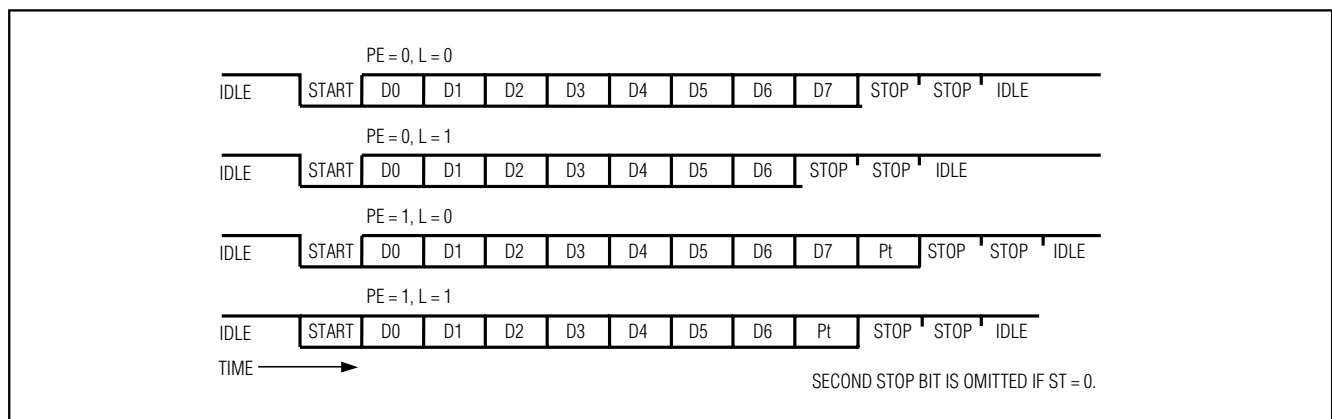 PE = 0, L = 0
IDLE START D0 D1 D2 D3 D4 D5 D6 D7 STOP STOP IDLE
PE = 0, L = 1
IDLE START D0 D1 D2 D3 D4 D5 D6 STOP STOP IDLE
PE = 1, L = 0
IDLE START D0 D1 D2 D3 D4 D5 D6 D7 Pt STOP STOP IDLE
PE = 1, L = 1
IDLE START D0 D1 D2 D3 D4 D5 D6 Pt STOP STOP IDLE
TIME
SECOND STOP BIT IS OMITTED IF ST = 0.